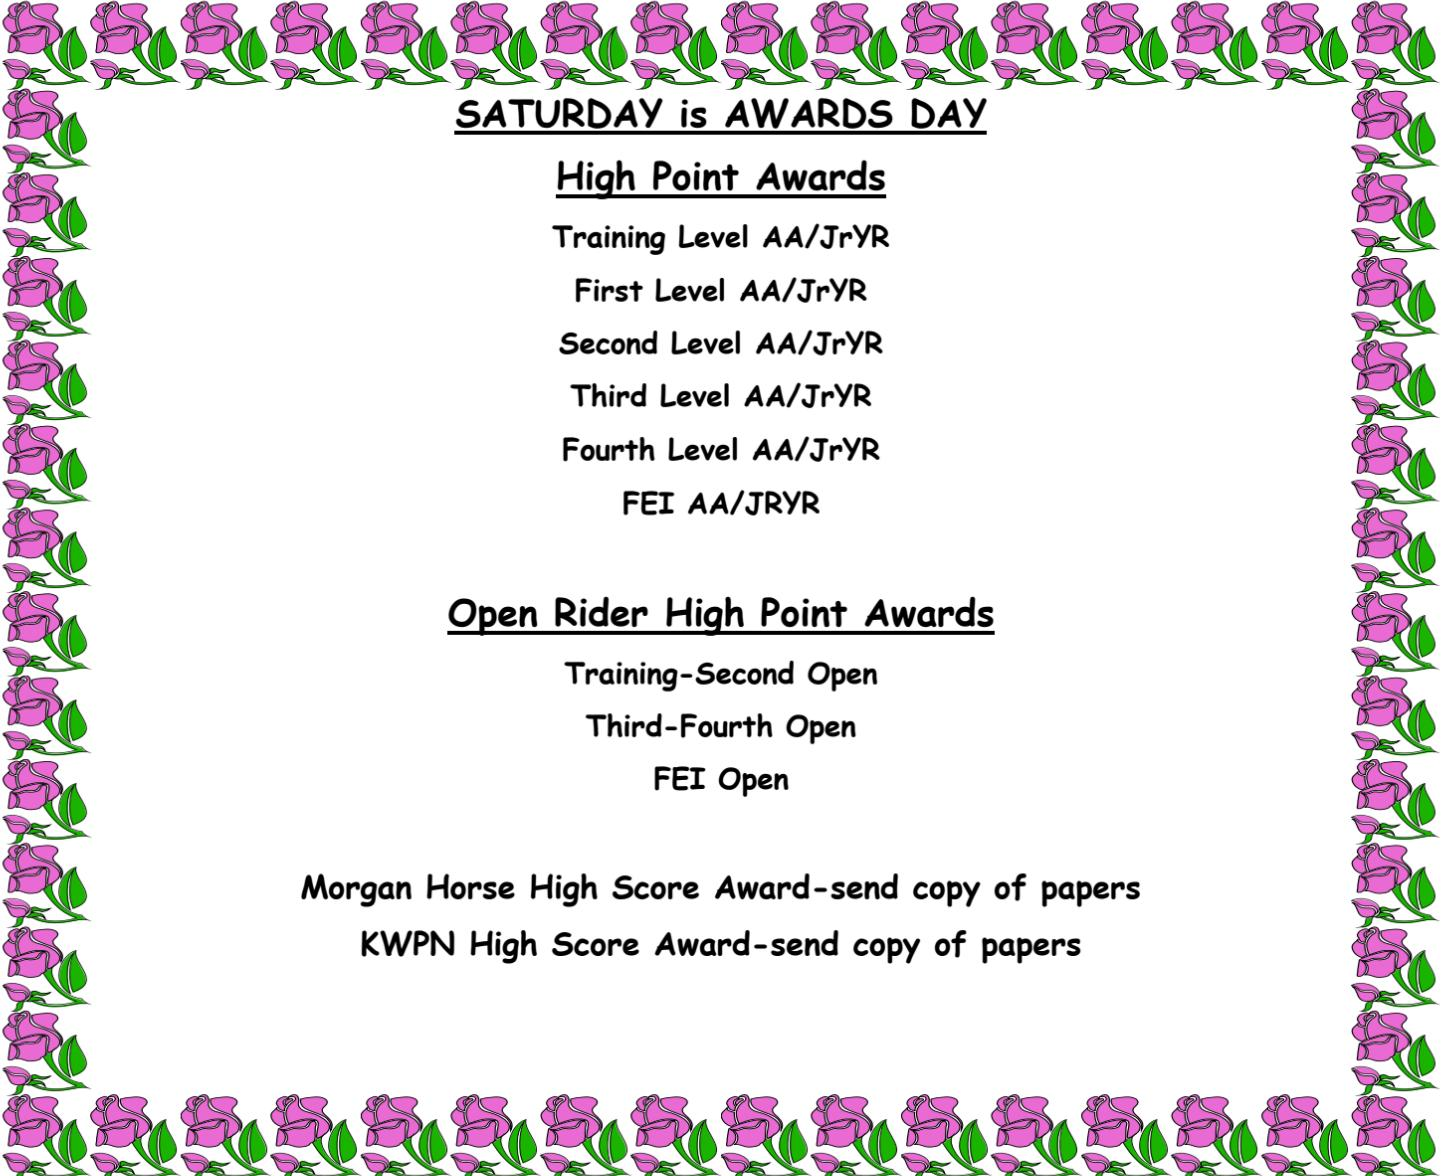 SATURDAY is AWARDS DAY
High Point Awards
Training Level AA/JrYR
First Level AA/JrYR
Second Level AA/JrYR
Third Level AA/JrYR
Fourth Level AA/JrYR
FEI AA/JRYR
Open Rider High Point Awards
Training-Second Open
Third-Fourth Open
FEI Open
Morgan Horse High Score Award-send copy of papers
KWPN High Score Award-send copy of papers